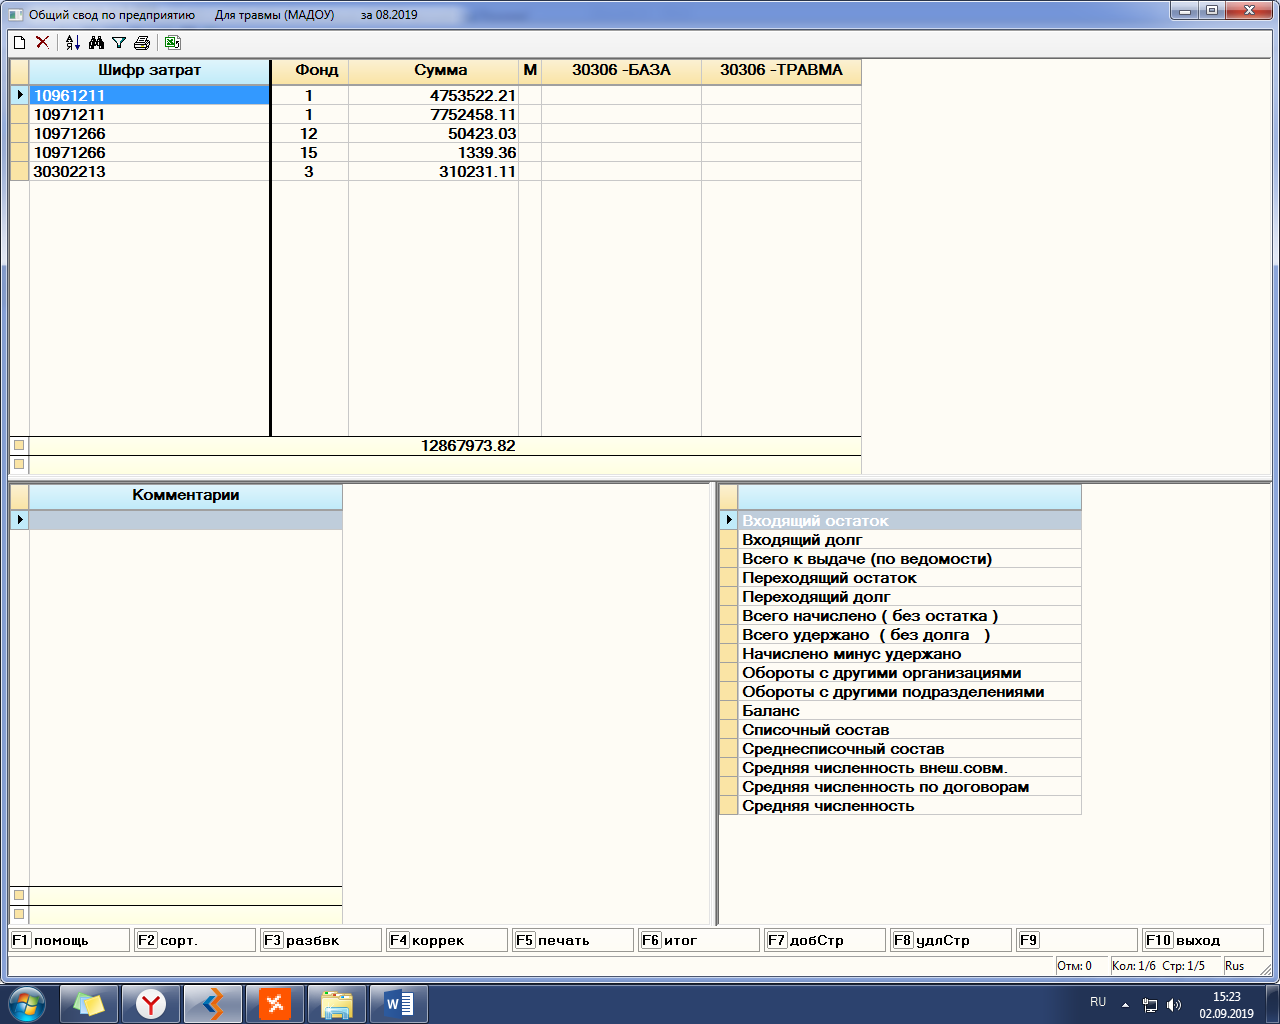 Общий свод по предприятию Для травмы (МАДОУ) за 08.2019
Шифр затрат Фонд Сумма М 30306 -БАЗА 30306 -ТРАВМА
10961211 1 4753522.21
10971211 1 7752458.11
10971266 12 50423.03
10971266 15 1339.36
30302213 3 310231.11
12867973.82
Комментарии
Входящий остаток
Входящий долг
Всего к выдаче (по ведомости)
Переходящий остаток
Переходящий долг
Всего начислено ( без остатка )
Всего удержано ( без долга )
Начислено минус удержано
Обороты с другими организациями
Обороты с другими подразделениями
Баланс
Списочный состав
Среднесписочный состав
Средняя численность внеш.совм.
Средняя численность по договорам
Средняя численность
F1 помощь F2 сорт. F3 разбвк F4 коррек F5 печать F6 итог F7 добСтр F8 удлСтр F9 F10 выход
Отм: 0 Кол: 1/6 Стр: 1/5 Rus
RU 15:23
02.09.2019